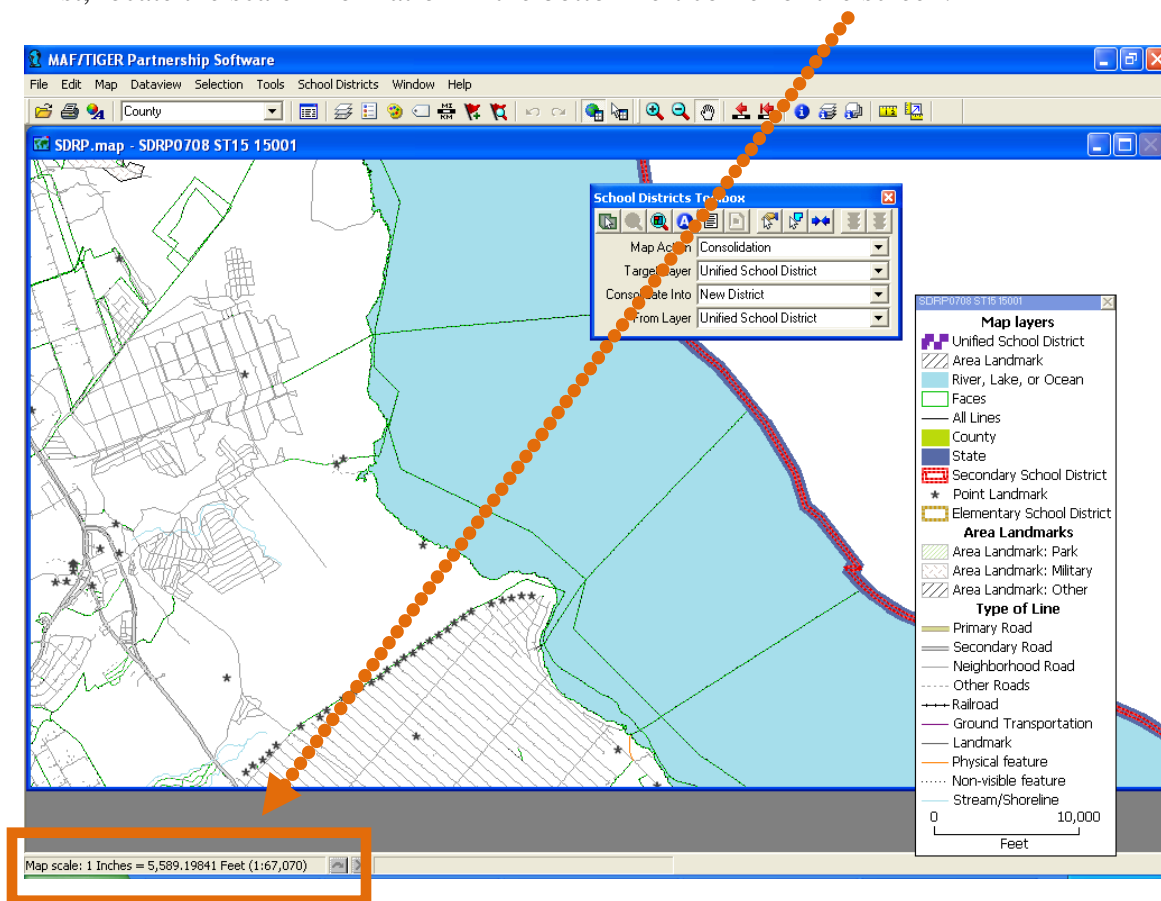 MAF/TIGER Partnership Software
File Edit Map Dataview Selection Tools School Districts Window Help
County
SDRP.map - SDRP0708 ST15 15001
School Districts Toolbox
Map Action Consolidation
Target Layer Unified School District
Consolidate Into New District
From Layer Unified School District
SDRP0708 ST15 15001
Map layers
Unified School District
Area Landmark
River, Lake, or Ocean
Faces
All Lines
County
State
Secondary School District
Point Landmark
Elementary School District
Area Landmarks
Area Landmark: Park
Area Landmark: Military
Area Landmark: Other
Type of Line
Primary Road
Secondary Road
Neighborhood Road
Other Roads
Railroad
Ground Transportation
Landmark
Physical feature
Non-visible feature
Stream/Shoreline
0 10,000
Feet
Map scale: 1 Inches = 5,589.19841 Feet (1:67,070)